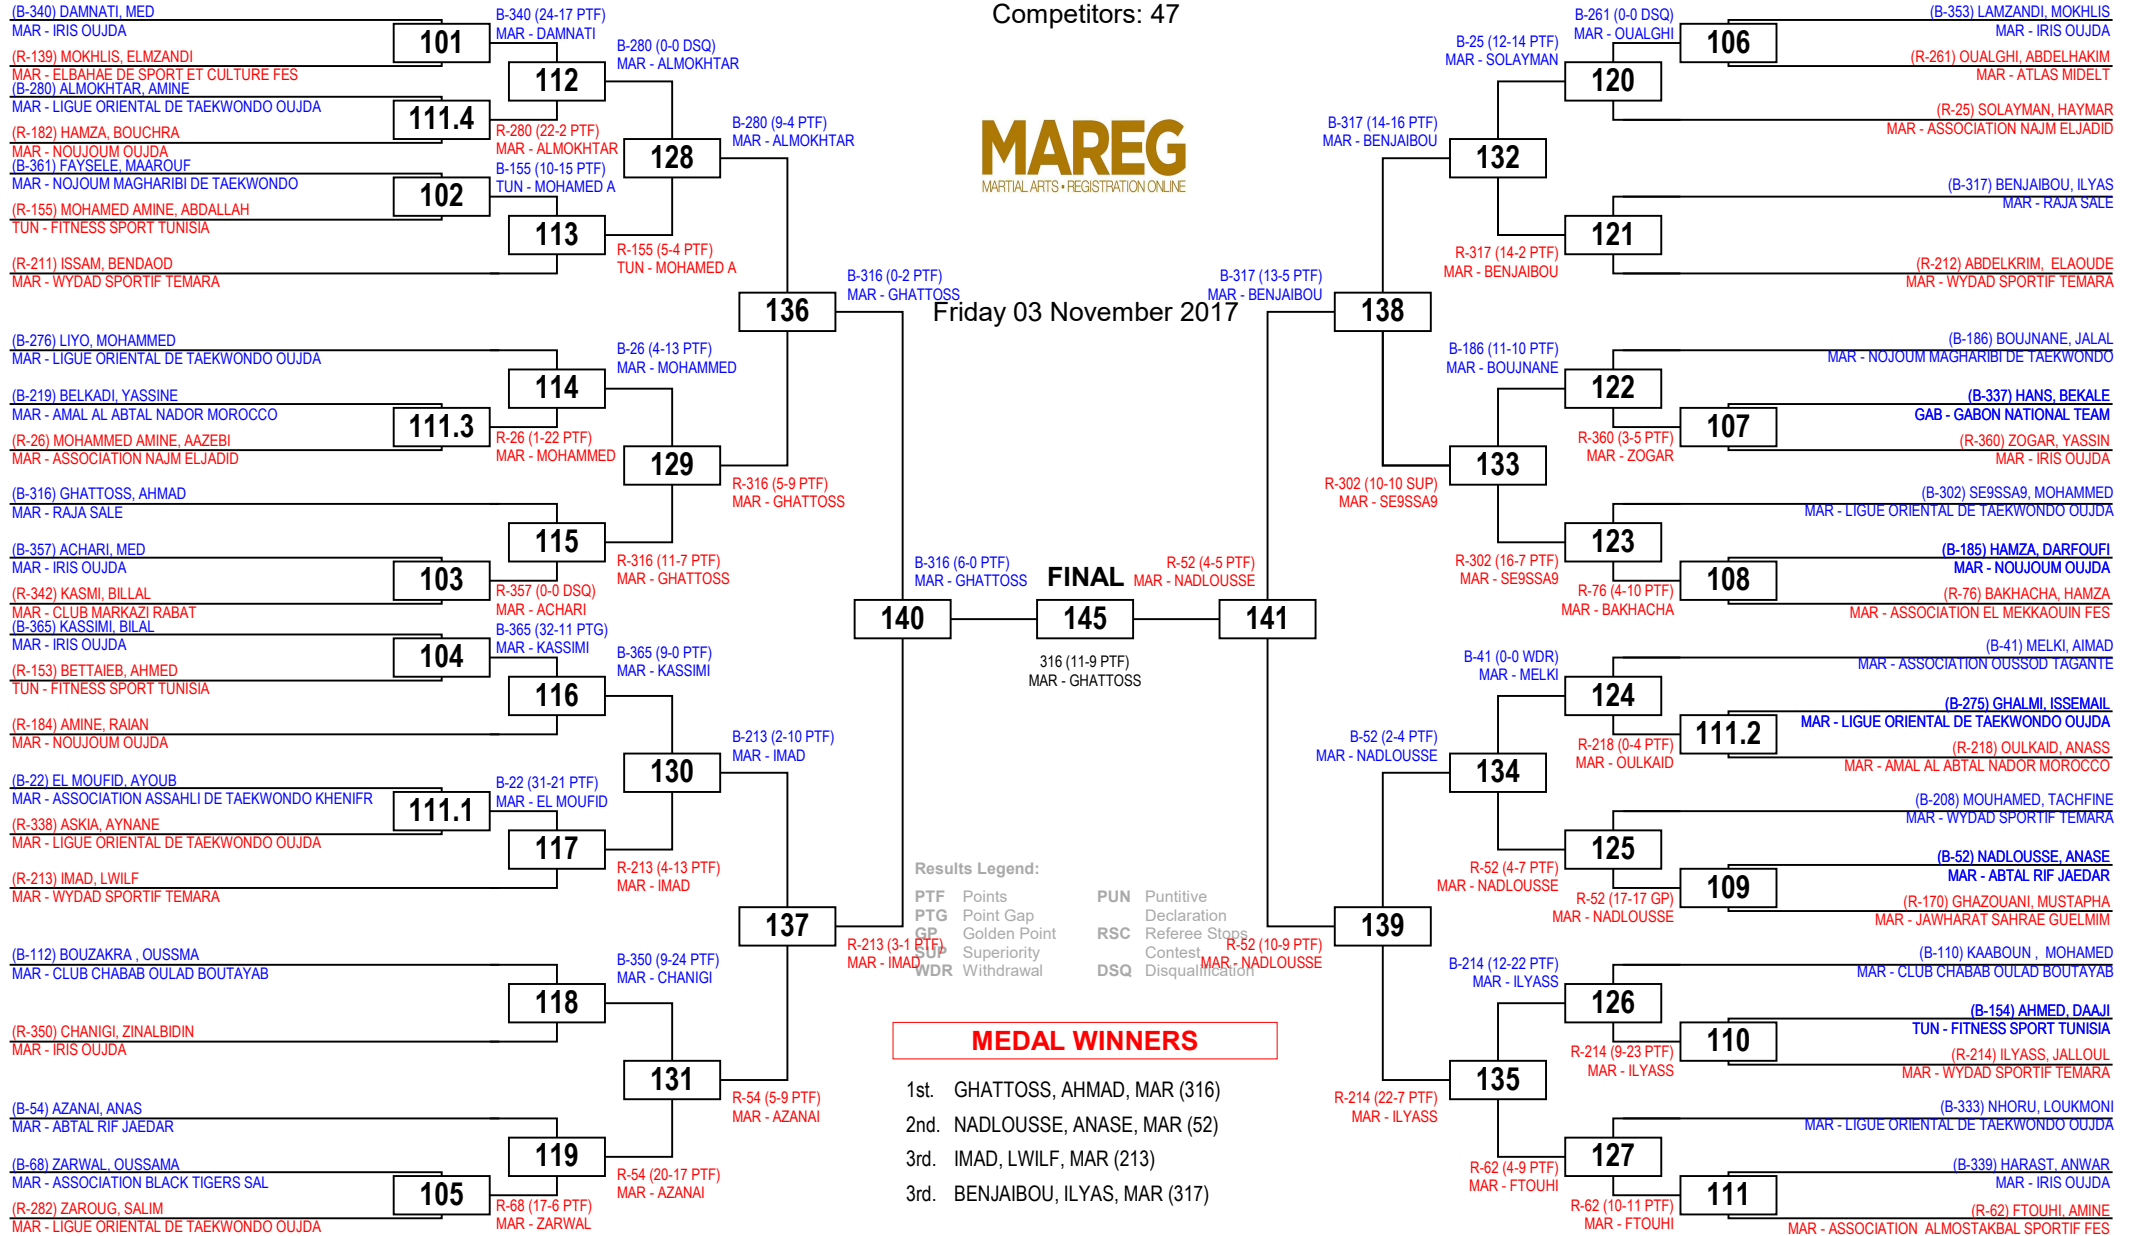 Competitors: 47
MAREG
MARTIAL ARTS • REGISTRATION ONLINE
Friday 03 November 2017
(B-340) DAMNATI, MED
MAR - IRIS OUJDA
101
(R-139) MOKHLIS, ELMZANDI
MAR - ELBAHAE DE SPORT ET CULTURE FES
B-340 (24-17 PTF)
MAR - DAMNATI
112
B-280 (0-0 DSQ)
MAR - ALMOKHTAR
(B-280) ALMOKHTAR, AMINE
MAR - LIGUE ORIENTAL DE TAEKWONDO OUJDA
111.4
(R-182) HAMZA, BOUCHRA
MAR - NOUJOUM OUJDA
R-280 (22-2 PTF)
MAR - ALMOKHTAR
128
B-280 (9-4 PTF)
MAR - ALMOKHTAR
(B-361) FAYSELE, MAAROUF
MAR - NOJOUM MAGHARIBI DE TAEKWONDO
102
(R-155) MOHAMED AMINE, ABDALLAH
TUN - FITNESS SPORT TUNISIA
B-155 (10-15 PTF)
TUN - MOHAMED A
113
R-155 (5-4 PTF)
TUN - MOHAMED A
(R-211) ISSAM, BENDAOD
MAR - WYDAD SPORTIF TEMARA
136
B-316 (0-2 PTF)
MAR - GHATTOSS
(B-276) LIYO, MOHAMMED
MAR - LIGUE ORIENTAL DE TAEKWONDO OUJDA
114
B-26 (4-13 PTF)
MAR - MOHAMMED
(B-219) BELKADI, YASSINE
MAR - AMAL AL ABTAL NADOR MOROCCO
111.3
(R-26) MOHAMMED AMINE, AAZEBI
MAR - ASSOCIATION NAJM ELJADID
R-26 (1-22 PTF)
MAR - MOHAMMED
129
R-316 (5-9 PTF)
MAR - GHATTOSS
(B-316) GHATTOSS, AHMAD
MAR - RAJA SALE
115
R-316 (11-7 PTF)
MAR - GHATTOSS
(B-357) ACHARI, MED
MAR - IRIS OUJDA
103
(R-342) KASMI, BILLAL
MAR - CLUB MARKAZI RABAT
R-357 (0-0 DSQ)
MAR - ACHARI
140
B-316 (6-0 PTF)
MAR - GHATTOSS
(B-365) KASSIMI, BILAL
MAR - IRIS OUJDA
104
(R-153) BETTAIEB, AHMED
TUN - FITNESS SPORT TUNISIA
B-365 (32-11 PTG)
MAR - KASSIMI
116
B-365 (9-0 PTF)
MAR - KASSIMI
(R-184) AMINE, RAIAN
MAR - NOUJOUM OUJDA
130
B-213 (2-10 PTF)
MAR - IMAD
(B-22) EL MOUFID, AYOUB
MAR - ASSOCIATION ASSAHLI DE TAEKWONDO KHENIFR
111.1
(R-338) ASKIA, AYNANE
MAR - LIGUE ORIENTAL DE TAEKWONDO OUJDA
B-22 (31-21 PTF)
MAR - EL MOUFID
117
R-213 (4-13 PTF)
MAR - IMAD
(R-213) IMAD, LWILF
MAR - WYDAD SPORTIF TEMARA
137
R-213 (3-1 PTF)
MAR - IMAD
(B-112) BOUZAKRA , OUSSMA
MAR - CLUB CHABAB OULAD BOUTAYAB
118
B-350 (9-24 PTF)
MAR - CHANIGI
(R-350) CHANIGI, ZINALBIDIN
MAR - IRIS OUJDA
131
R-54 (5-9 PTF)
MAR - AZANAI
(B-54) AZANAI, ANAS
MAR - ABTAL RIF JAEDAR
119
R-54 (20-17 PTF)
MAR - AZANAI
(B-68) ZARWAL, OUSSAMA
MAR - ASSOCIATION BLACK TIGERS SAL
105
(R-282) ZAROUG, SALIM
MAR - LIGUE ORIENTAL DE TAEKWONDO OUJDA
R-68 (17-6 PTF)
MAR - ZARWAL
FINAL
145
316 (11-9 PTF)
MAR - GHATTOSS
B-261 (0-0 DSQ)
MAR - OUALGHI
106
(B-353) LAMZANDI, MOKHLIS
MAR - IRIS OUJDA
(R-261) OUALGHI, ABDELHAKIM
MAR - ATLAS MIDELT
B-25 (12-14 PTF)
MAR - SOLAYMAN
120
(R-25) SOLAYMAN, HAYMAR
MAR - ASSOCIATION NAJM ELJADID
B-317 (14-16 PTF)
MAR - BENJAIBOU
132
(B-317) BENJAIBOU, ILYAS
MAR - RAJA SALE
R-317 (14-2 PTF)
MAR - BENJAIBOU
121
(R-212) ABDELKRIM, ELAOUDE
MAR - WYDAD SPORTIF TEMARA
B-317 (13-5 PTF)
MAR - BENJAIBOU
138
(B-186) BOUJNANE, JALAL
MAR - NOJOUM MAGHARIBI DE TAEKWONDO
B-186 (11-10 PTF)
MAR - BOUJNANE
122
(B-337) HANS, BEKALE
GAB - GABON NATIONAL TEAM
107
R-360 (3-5 PTF)
MAR - ZOGAR
(R-360) ZOGAR, YASSIN
MAR - IRIS OUJDA
R-302 (10-10 SUP)
MAR - SE9SSA9
133
(B-302) SE9SSA9, MOHAMMED
MAR - LIGUE ORIENTAL DE TAEKWONDO OUJDA
R-302 (16-7 PTF)
MAR - SE9SSA9
123
(B-185) HAMZA, DARFOUFI
MAR - NOUJOUM OUJDA
108
R-76 (4-10 PTF)
MAR - BAKHACHA
(R-76) BAKHACHA, HAMZA
MAR - ASSOCIATION EL MEKKAOUIN FES
R-52 (4-5 PTF)
MAR - NADLOUSSE
141
(B-41) MELKI, AIMAD
MAR - ASSOCIATION OUSSOD TAGANTE
B-41 (0-0 WDR)
MAR - MELKI
124
(B-275) GHALMI, ISSEMAIL
MAR - LIGUE ORIENTAL DE TAEKWONDO OUJDA
111.2
R-218 (0-4 PTF)
MAR - OULKAID
(R-218) OULKAID, ANASS
MAR - AMAL AL ABTAL NADOR MOROCCO
B-52 (2-4 PTF)
MAR - NADLOUSSE
134
(B-208) MOUHAMED, TACHFINE
MAR - WYDAD SPORTIF TEMARA
R-52 (4-7 PTF)
MAR - NADLOUSSE
125
(B-52) NADLOUSSE, ANASE
MAR - ABTAL RIF JAEDAR
109
R-52 (17-17 GP)
MAR - NADLOUSSE
(R-170) GHAZOUANI, MUSTAPHA
MAR - JAWHARAT SAHRAE GUELMIM
R-52 (10-9 PTF)
MAR - NADLOUSSE
139
(B-110) KAABOUN , MOHAMED
MAR - CLUB CHABAB OULAD BOUTAYAB
B-214 (12-22 PTF)
MAR - ILYASS
126
(B-154) AHMED, DAAJI
TUN - FITNESS SPORT TUNISIA
110
R-214 (9-23 PTF)
MAR - ILYASS
(R-214) ILYASS, JALLOUL
MAR - WYDAD SPORTIF TEMARA
R-214 (22-7 PTF)
MAR - ILYASS
135
(B-333) NHORU, LOUKMONI
MAR - LIGUE ORIENTAL DE TAEKWONDO OUJDA
R-62 (4-9 PTF)
MAR - FTOUHI
127
(B-339) HARAST, ANWAR
MAR - IRIS OUJDA
111
R-62 (10-11 PTF)
MAR - FTOUHI
(R-62) FTOUHI, AMINE
MAR - ASSOCIATION ALMOSTAKBAL SPORTIF FES
Results Legend:
PTF Points
PTG Point Gap
GP Golden Point
SUP Superiority
WDR Withdrawal
PUN Puntitive Declaration
RSC Referee Stops Contest
DSQ Disqualification
MEDAL WINNERS
1st. GHATTOSS, AHMAD, MAR (316)
2nd. NADLOUSSE, ANASE, MAR (52)
3rd. IMAD, LWILF, MAR (213)
3rd. BENJAIBOU, ILYAS, MAR (317)